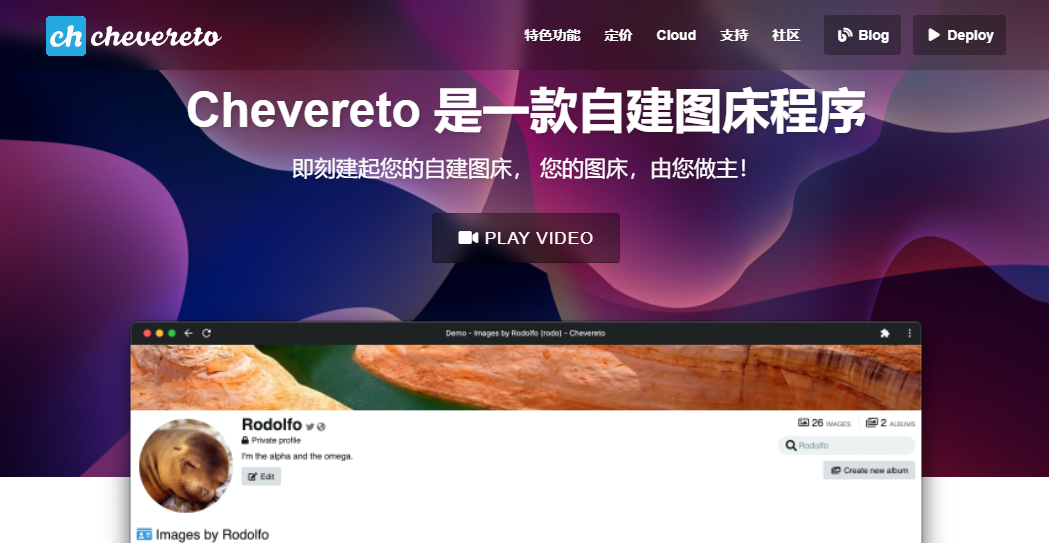 ch chevereto
特色功能 定价 Cloud 支持 社区 Blog Deploy
Chevereto 是一款自建图床程序
即刻建起您的自建图床， 您的图床，由您做主！
PLAY VIDEO
Demo - Images by Rodolfo (rodo) - Chevereto
Rodolfo
26 IMAGES 2 ALBUMS
Private profile
Rodolfo
I'm the alpha and the omega.
Edit
Create new album
Images by Rodolfo